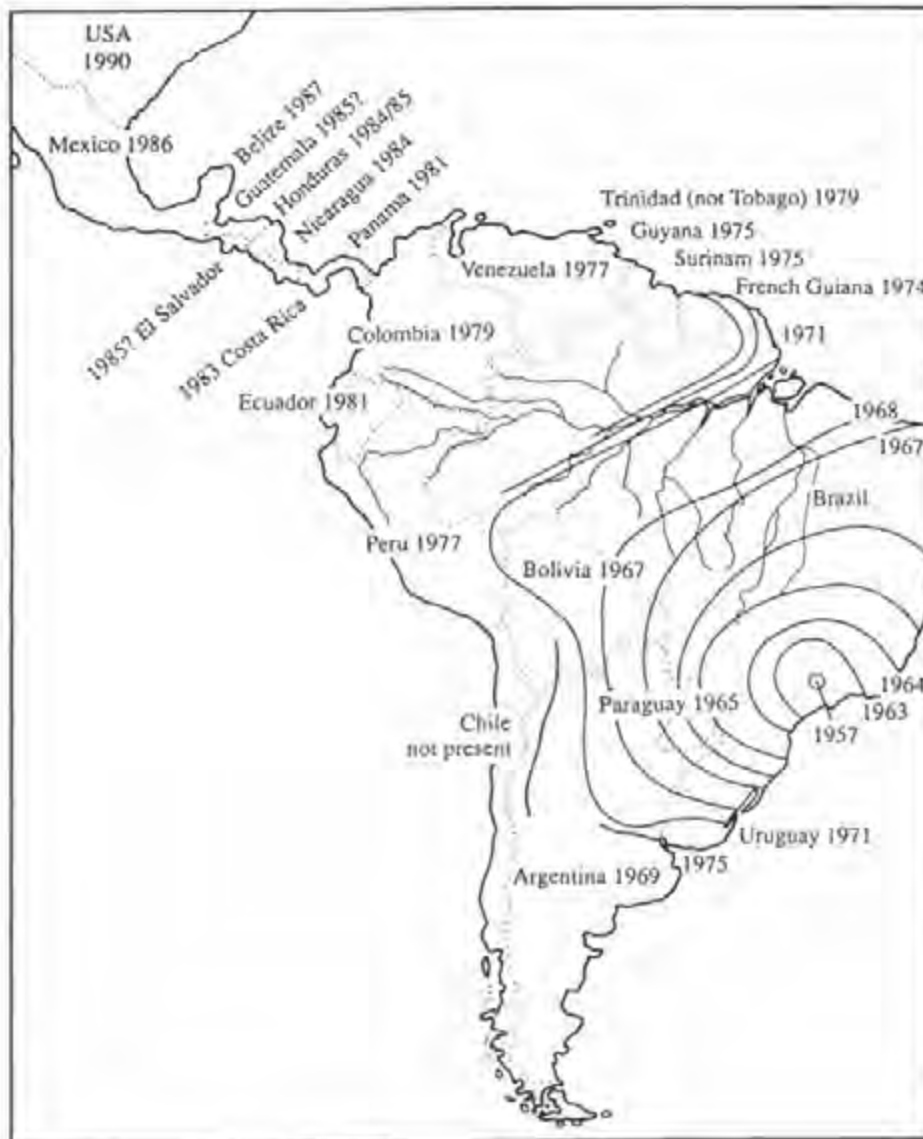 USA
1990
Mexico 1986
Belize 1987
Guatemala 1985?
Honduras 1984/85
Nicaragua 1984
Panama 1981
1985? El Salvador
1983 Costa Rica
Trinidad (not Tobago) 1979
Guyana 1975
Surinam 1975
French Guiana 1974
Venezuela 1977
Colombia 1979
1971
Ecuador 1981
1968
1967
Brazil
Peru 1977
Bolivia 1967
Paraguay 1965
1964
1963
1957
Chile
not present
Uruguay 1971
1975
Argentina 1969